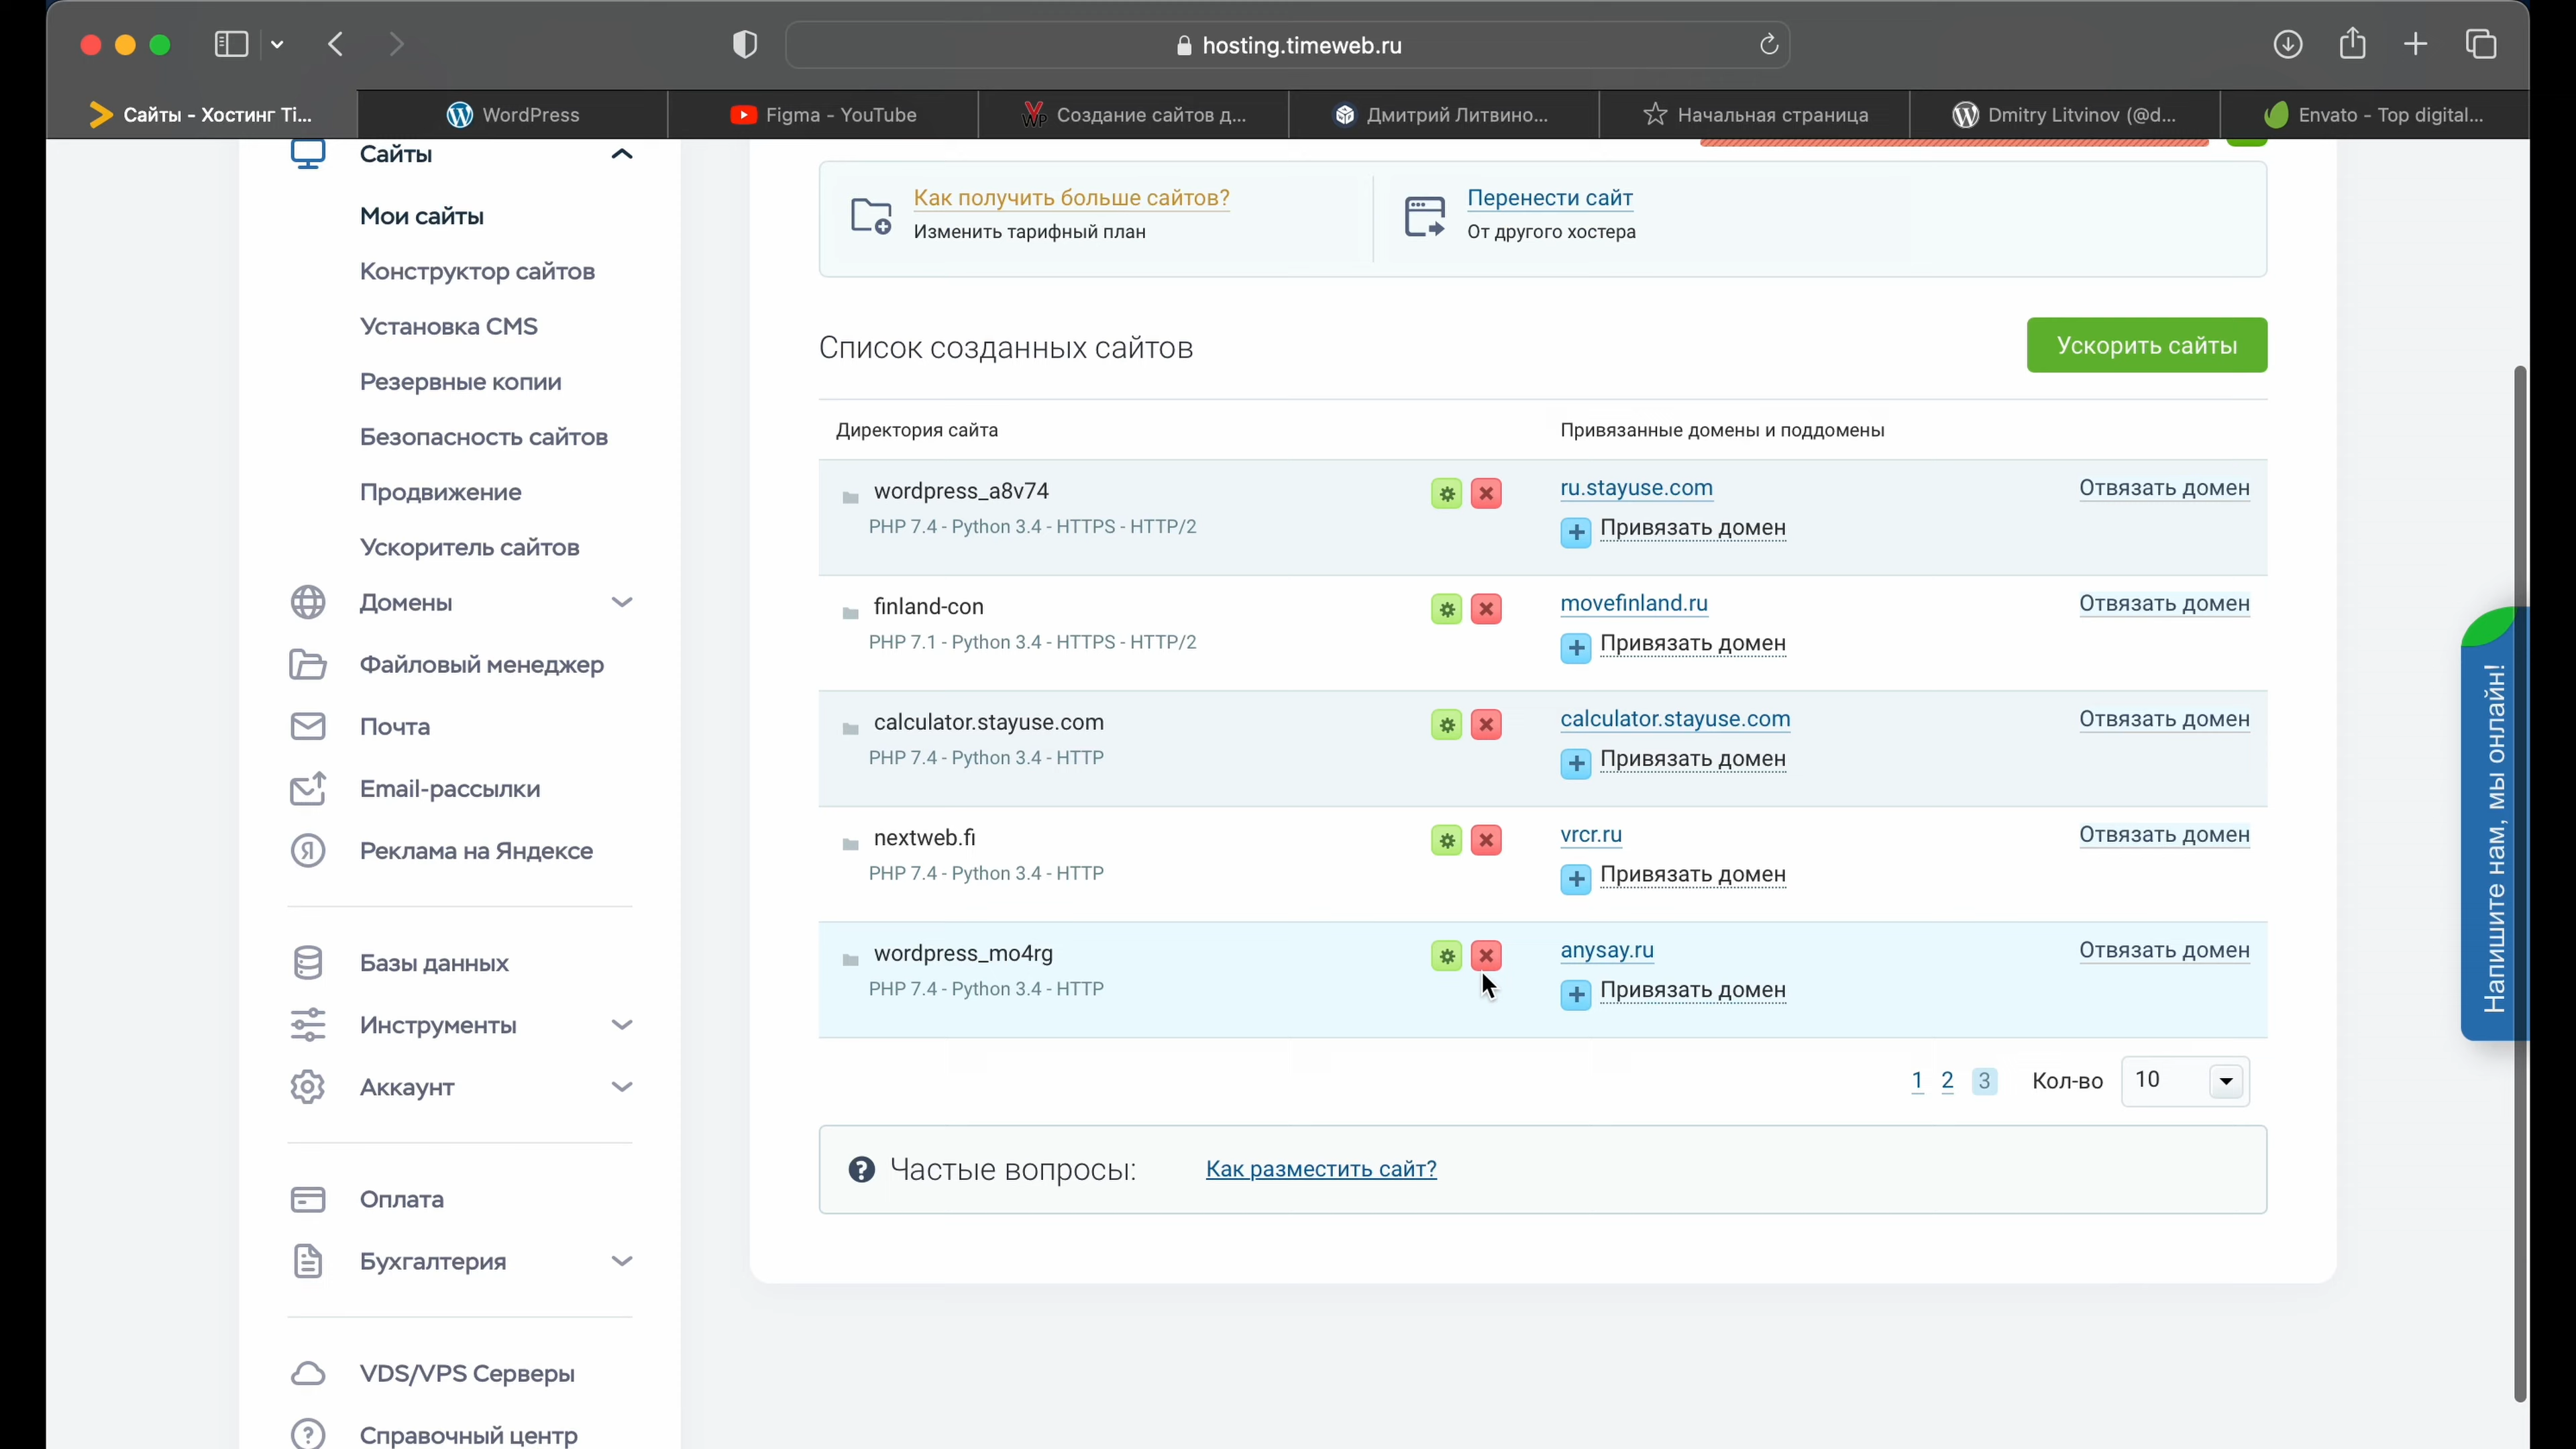 hosting.timeweb.ru
Сайты - Хостинг Ti...
WordPress
Figma - YouTube
Создание сайтов д...
Дмитрий Литвино...
Начальная страница
Dmitry Litvinov (@d...
Envato - Top digital...
Сайты
Мои сайты
Конструктор сайтов
Установка CMS
Резервные копии
Безопасность сайтов
Продвижение
Ускоритель сайтов
Домены
Файловый менеджер
Почта
Email-рассылки
Реклама на Яндексе
Базы данных
Инструменты
Аккаунт
Оплата
Бухгалтерия
VDS/VPS Серверы
Справочный центр
Как получить больше сайтов?
Изменить тарифный план
Перенести сайт
От другого хостера
Список созданных сайтов
Ускорить сайты
Директория сайта
Привязанные домены и поддомены
wordpress_a8v74
PHP 7.4 - Python 3.4 - HTTPS - HTTP/2
ru.stayuse.com
Отвязать домен
Привязать домен
finland-con
PHP 7.1 - Python 3.4 - HTTPS - HTTP/2
movefinland.ru
Отвязать домен
Привязать домен
calculator.stayuse.com
PHP 7.4 - Python 3.4 - HTTP
calculator.stayuse.com
Отвязать домен
Привязать домен
nextweb.fi
PHP 7.4 - Python 3.4 - HTTP
vrcr.ru
Отвязать домен
Привязать домен
wordpress_mo4rg
PHP 7.4 - Python 3.4 - HTTP
anysay.ru
Отвязать домен
Привязать домен
1 2 3 Кол-во 10
Частые вопросы: Как разместить сайт?
Напишите нам, мы онлайн!